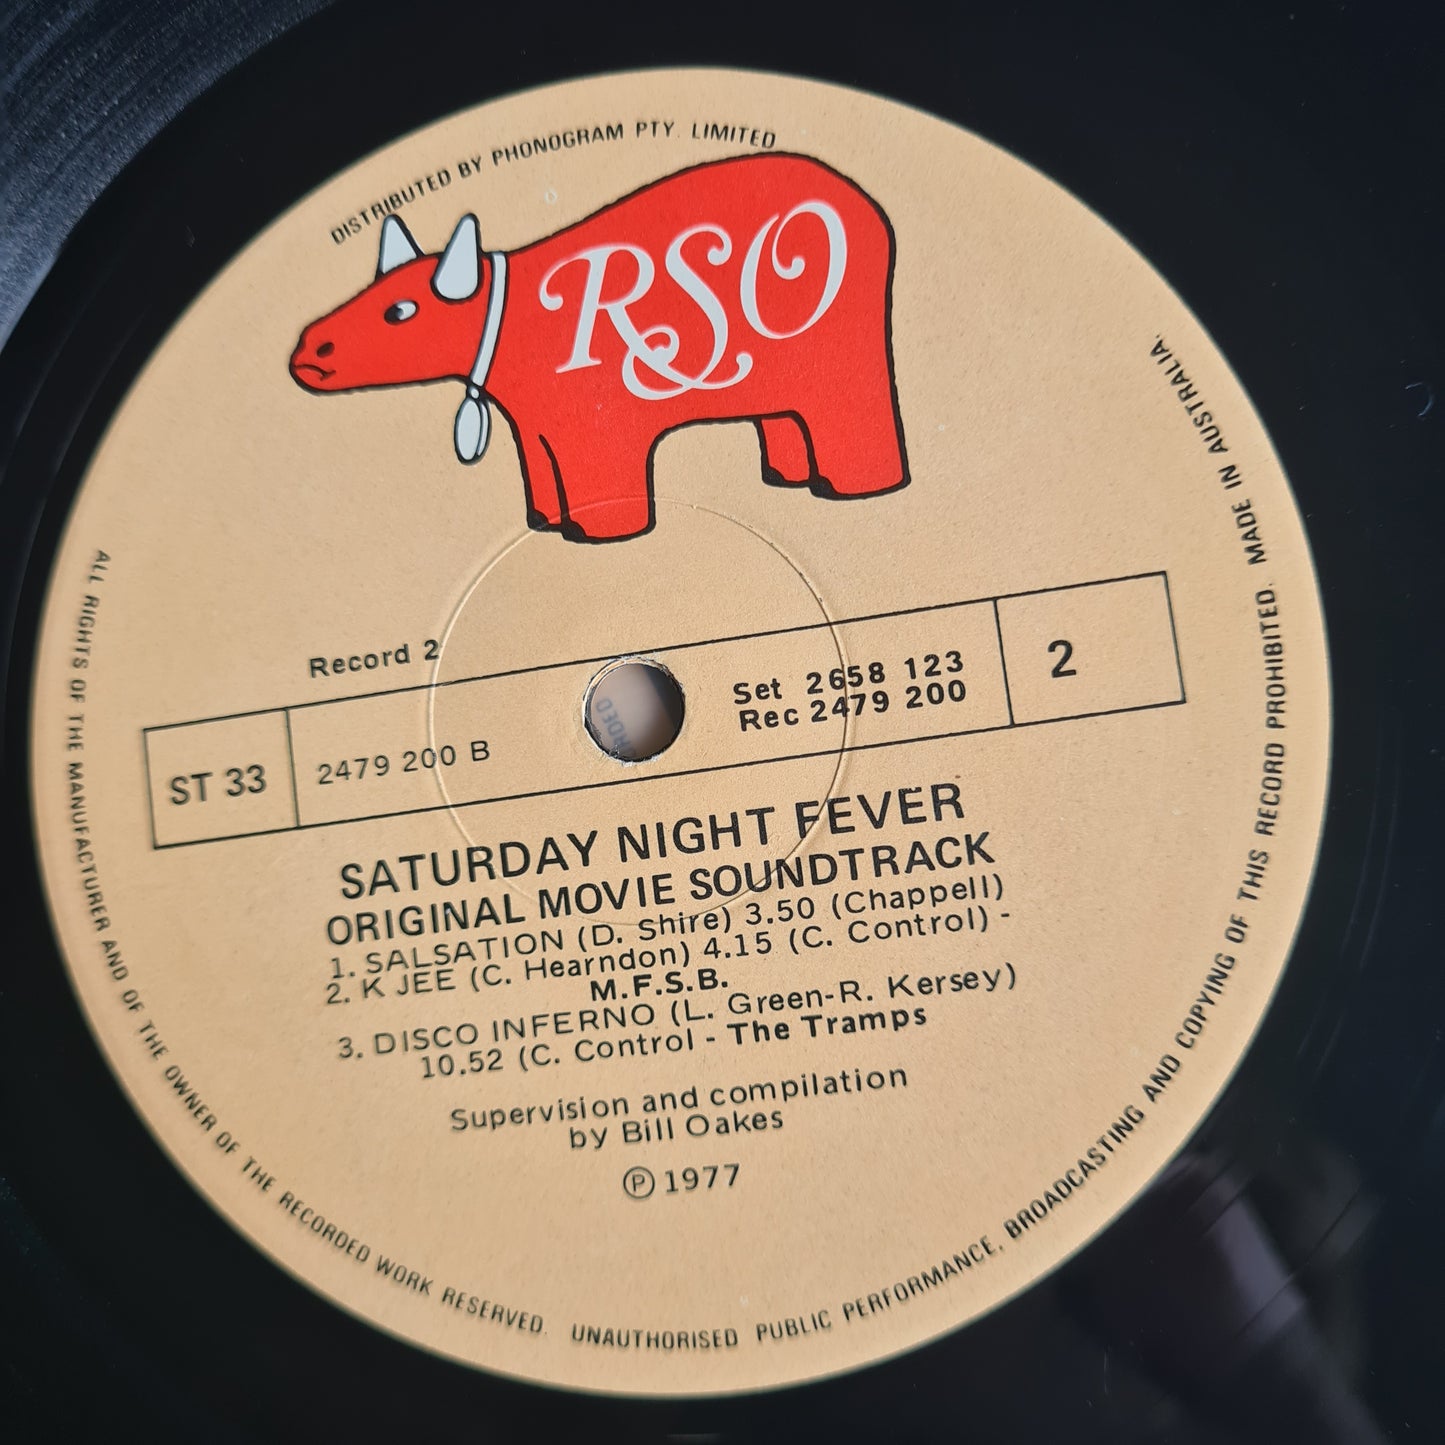 DISTRIBUTED BY PHONOGRAM PTY. LIMITED
RSO
Record 2
ST 33
2479 200 B
Set 2658 123
Rec 2479 200
2
SATURDAY NIGHT FEVER
ORIGINAL MOVIE SOUNDTRACK
1. SALSATION (D. Shire) 3.50 (Chappell)
2. K JEE (C. Hearndon) 4.15 (C. Control) -
M.F.S.B.
3. DISCO INFERNO (L. Green-R. Kersey)
10.52 (C. Control - The Tramps
Supervision and compilation
by Bill Oakes
℗ 1977
ALL RIGHTS OF THE MANUFACTURER AND OF THE OWNER OF THE RECORDED WORK RESERVED. UNAUTHORISED PUBLIC PERFORMANCE, BROADCASTING AND COPYING OF THIS RECORD PROHIBITED. MADE IN AUSTRALIA.